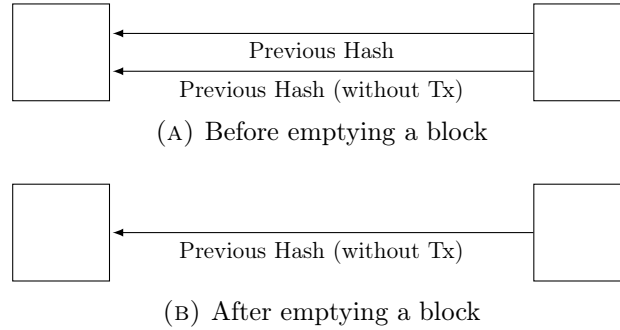 Previous Hash
Previous Hash (without Tx)
(A) Before emptying a block
Previous Hash (without Tx)
(B) After emptying a block